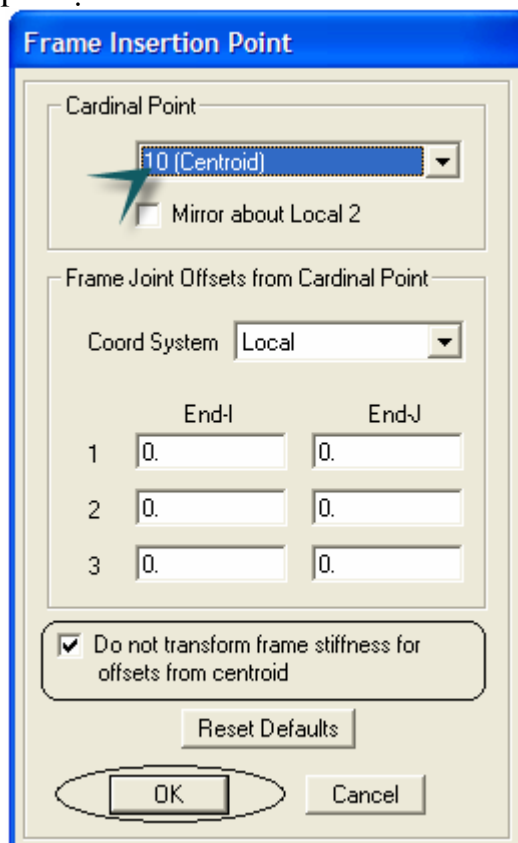 Frame Insertion Point
Cardinal Point
10 (Centroid)
Mirror about Local 2
Frame Joint Offsets from Cardinal Point
Coord System Local
End-I End-J
1 0. 0.
2 0. 0.
3 0. 0.
Do not transform frame stiffness for
offsets from centroid
Reset Defaults
OK Cancel